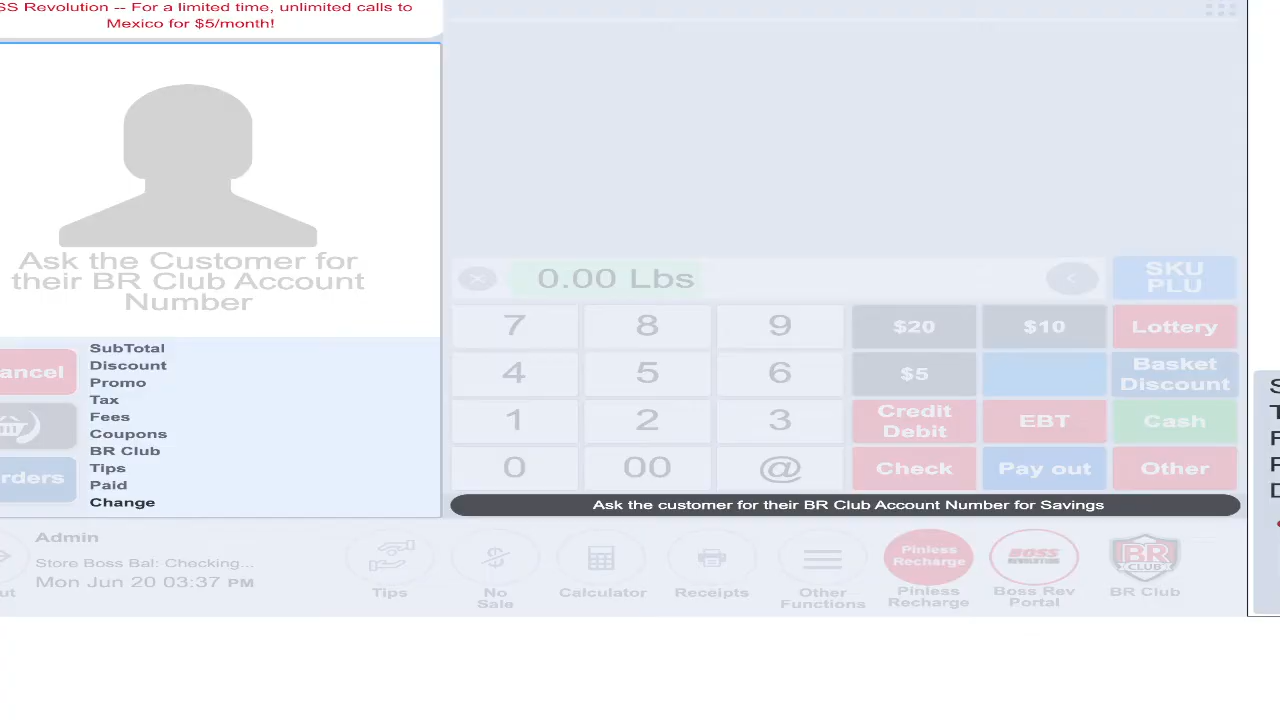 SS Revolution -- For a limited time, unlimited calls to
Mexico for $5/month!
Ask the Customer for
their BR Club Account
Number
ancel
rders
SubTotal
Discount
Promo
Tax
Fees
Coupons
BR Club
Tips
Paid
Change
0.00 Lbs
SKU
PLU
7 8 9 $20 $10 Lottery
4 5 6 $5 Basket
Discount
1 2 3 Credit
Debit EBT Cash
0 00 @ Check Pay out Other
Ask the customer for their BR Club Account Number for Savings
Admin
Store Boss Bal: Checking...
Mon Jun 20 03:37 PM
ut
Tips
No
Sale
Calculator
Receipts
Other
Functions
Pinless
Recharge
Pinless
Recharge
BOSS
Boss Rev
Portal
BR
CLUB
BR Club
S
T
F
F
D